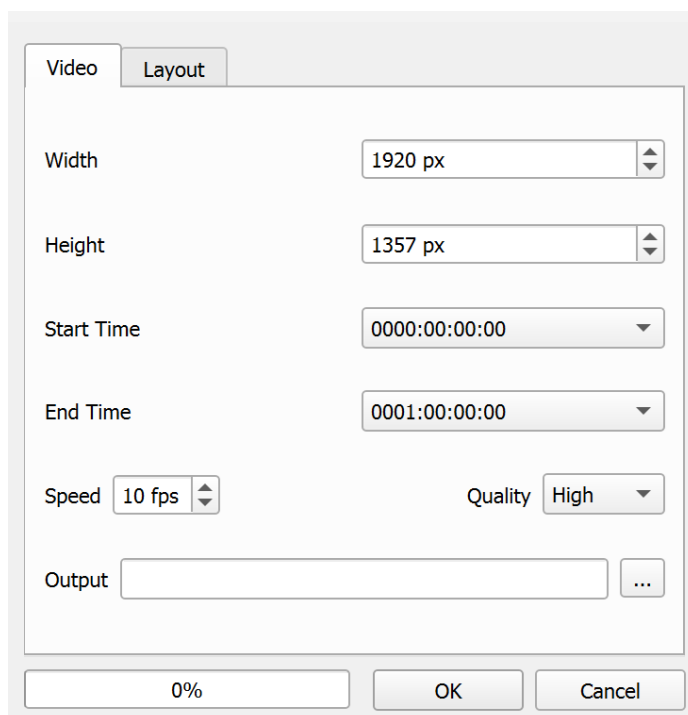 Video Layout
Width 1920 px
Height 1357 px
Start Time 0000:00:00:00
End Time 0001:00:00:00
Speed 10 fps Quality High
Output ...
0% OK Cancel